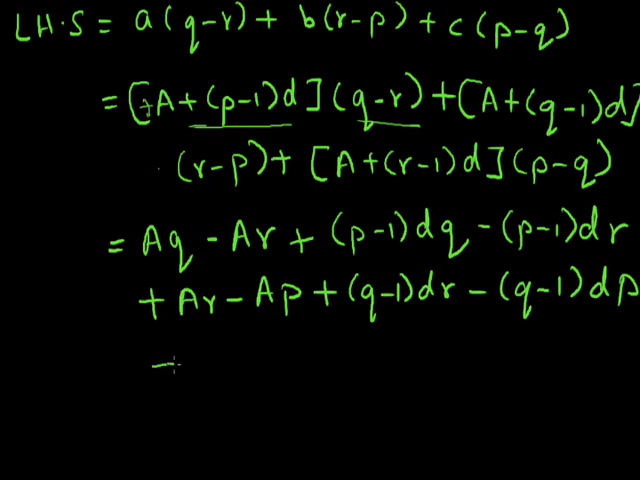 LH·S = a(q-r) + b(r-p) + c(p-q)
= [+A + (p-1)d](q-r) + [A+(q-1)d]
(r-p) + [A+(r-1)d](p-q)
= Aq - Ar + (p-1)dq - (p-1)dr
+ Ar - Ap + (q-1)dr - (q-1)dp